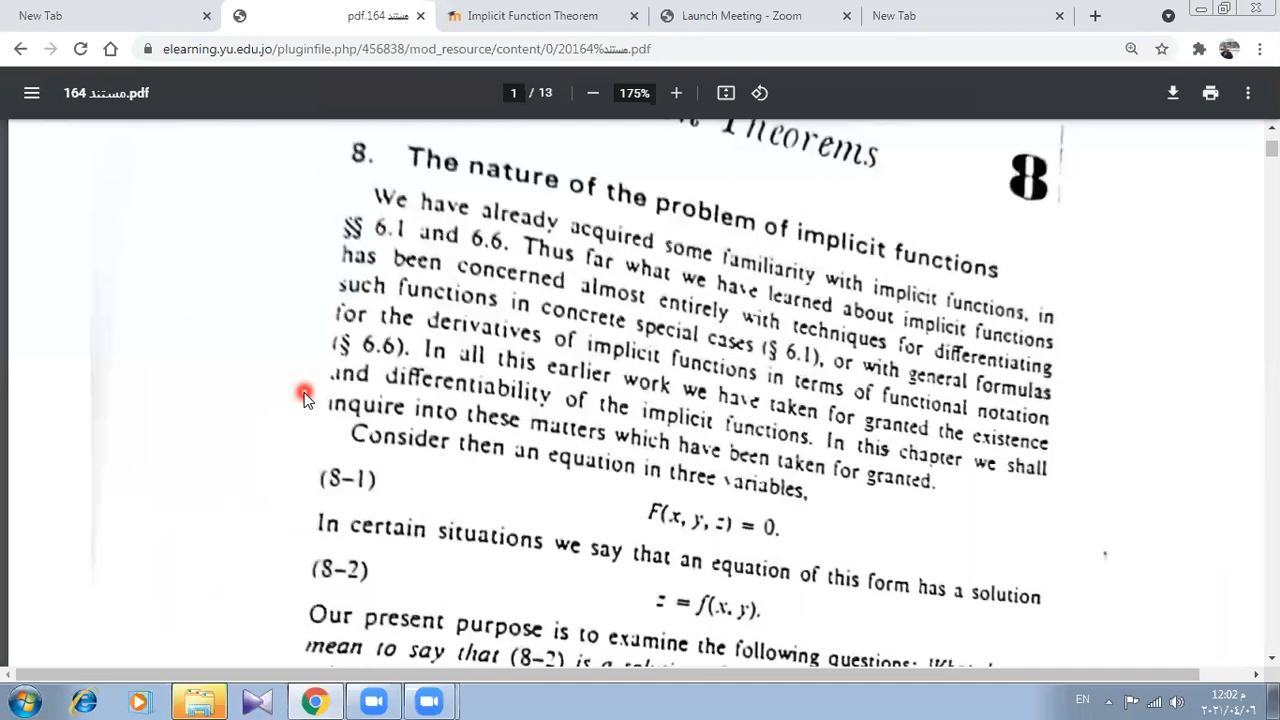 New Tab
مستند 164.pdf
Implicit Function Theorem
Launch Meeting - Zoom
New Tab
elearning.yu.edu.jo/pluginfile.php/456838/mod_resource/content/0/20164%مستند.pdf
مستند 164.pdf
1 / 13
175%
Theorems
8
8. The nature of the problem of implicit functions
We have already acquired some familiarity with implicit functions, in
§§ 6.1 and 6.6. Thus far what we have learned about implicit functions
has been concerned almost entirely with techniques for differentiating
such functions in concrete special cases (§ 6.1), or with general formulas
for the derivatives of implicit functions in terms of functional notation
(§ 6.6). In all this earlier work we have taken for granted the existence
and differentiability of the implicit functions. In this chapter we shall
inquire into these matters which have been taken for granted.
Consider then an equation in three variables,
(8–1)
F(x, y, z) = 0.
In certain situations we say that an equation of this form has a solution
(8–2)
z = f(x, y).
Our present purpose is to examine the following questions: What
mean to say that (8–2) is a
EN
12:02 م
٢٠٢١/٠٤/٠٦